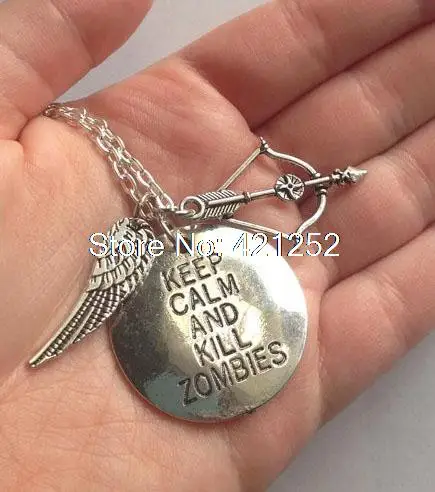 Store No: 421252
KEEP
CALM
AND
KILL
ZOMBIES